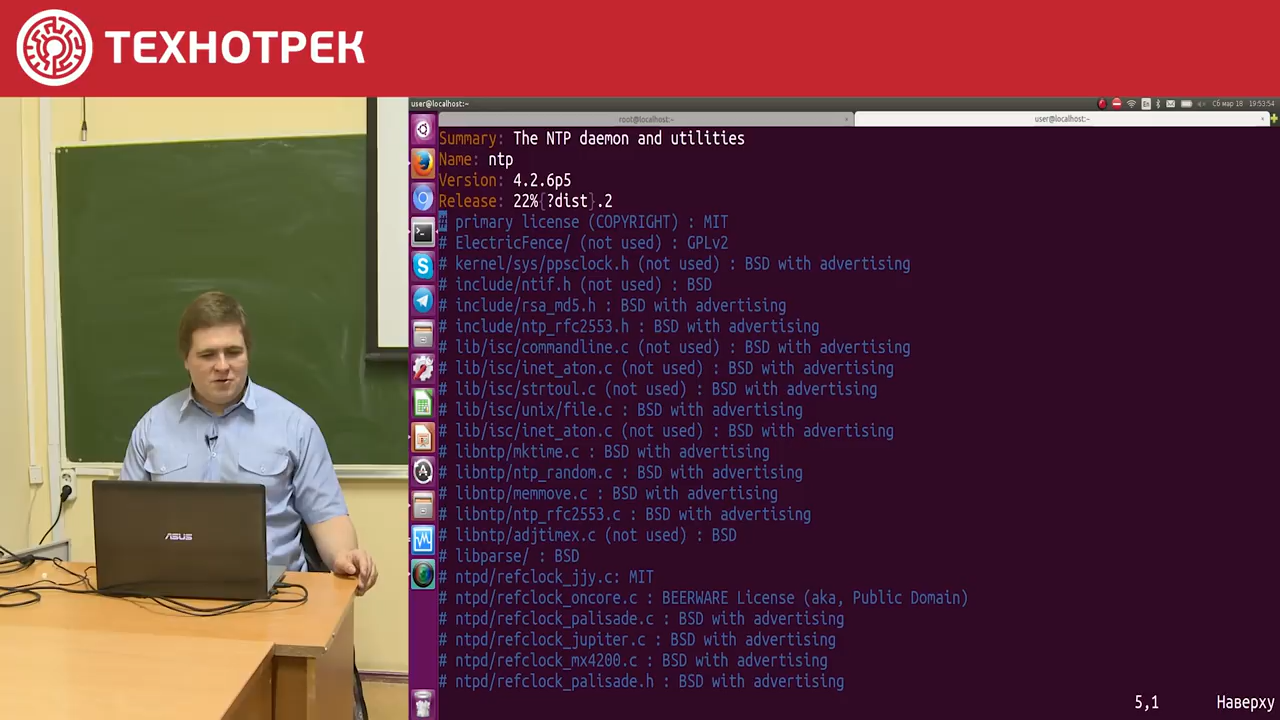 ТЕХНОТРЕК
user@localhost:~
En
Сб мар 18 19:53:54
root@localhost:~
user@localhost:~
Summary: The NTP daemon and utilities
Name: ntp
Version: 4.2.6p5
Release: 22%{?dist}.2
# primary license (COPYRIGHT) : MIT
# ElectricFence/ (not used) : GPLv2
# kernel/sys/ppsclock.h (not used) : BSD with advertising
# include/ntif.h (not used) : BSD
# include/rsa_md5.h : BSD with advertising
# include/ntp_rfc2553.h : BSD with advertising
# lib/isc/commandline.c (not used) : BSD with advertising
# lib/isc/inet_aton.c (not used) : BSD with advertising
# lib/isc/strtoul.c (not used) : BSD with advertising
# lib/isc/unix/file.c : BSD with advertising
# lib/isc/inet_aton.c (not used) : BSD with advertising
# libntp/mktime.c : BSD with advertising
# libntp/ntp_random.c : BSD with advertising
# libntp/memmove.c : BSD with advertising
# libntp/ntp_rfc2553.c : BSD with advertising
# libntp/adjtimex.c (not used) : BSD
# libparse/ : BSD
# ntpd/refclock_jjy.c: MIT
# ntpd/refclock_oncore.c : BEERWARE License (aka, Public Domain)
# ntpd/refclock_palisade.c : BSD with advertising
# ntpd/refclock_jupiter.c : BSD with advertising
# ntpd/refclock_mx4200.c : BSD with advertising
# ntpd/refclock_palisade.h : BSD with advertising
5,1 Наверху
ASUS